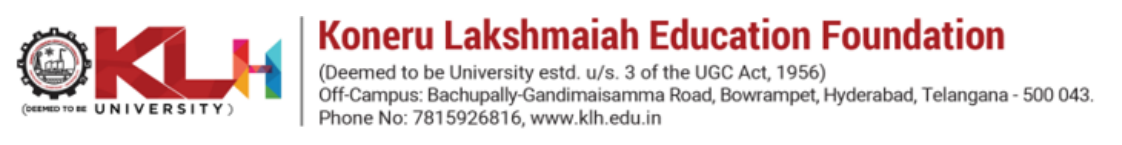 KLH
(DEEMED TO BE UNIVERSITY)
Koneru Lakshmaiah Education Foundation
(Deemed to be University estd. u/s. 3 of the UGC Act, 1956)
Off-Campus: Bachupally-Gandimaisamma Road, Bowrampet, Hyderabad, Telangana - 500 043.
Phone No: 7815926816, www.klh.edu.in